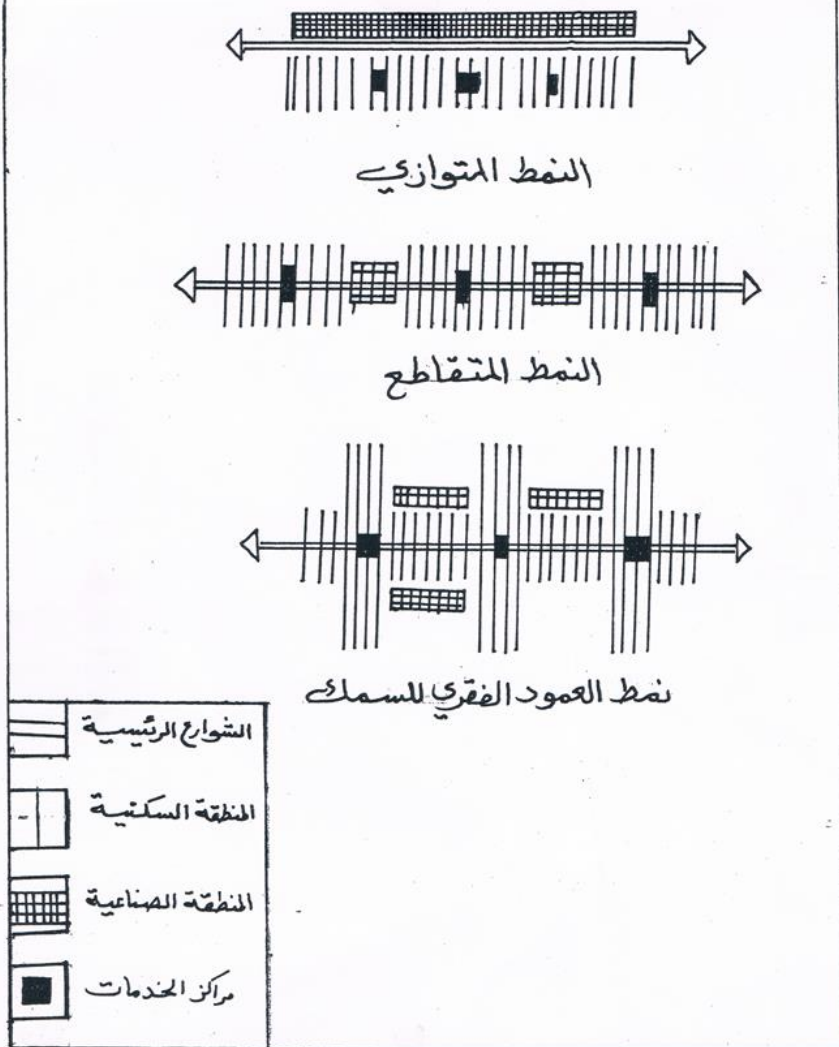 النمط المتوازي
النمط المتقاطع
نمط العمود الفقري للسمك
الشوارع الرئيسية
المنطقة السكنية
المنطقة الصناعية
مراكز الخدمات